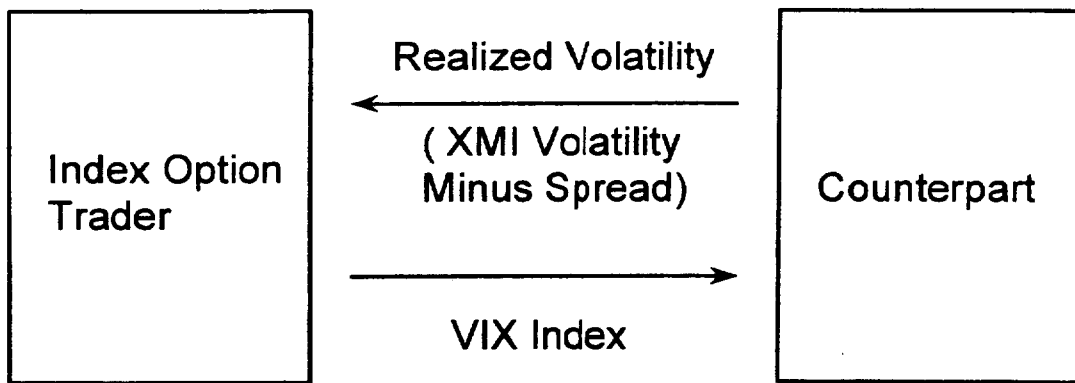 Realized Volatility
( XMI Volatility
Minus Spread)
Index Option
Trader
Counterpart
VIX Index